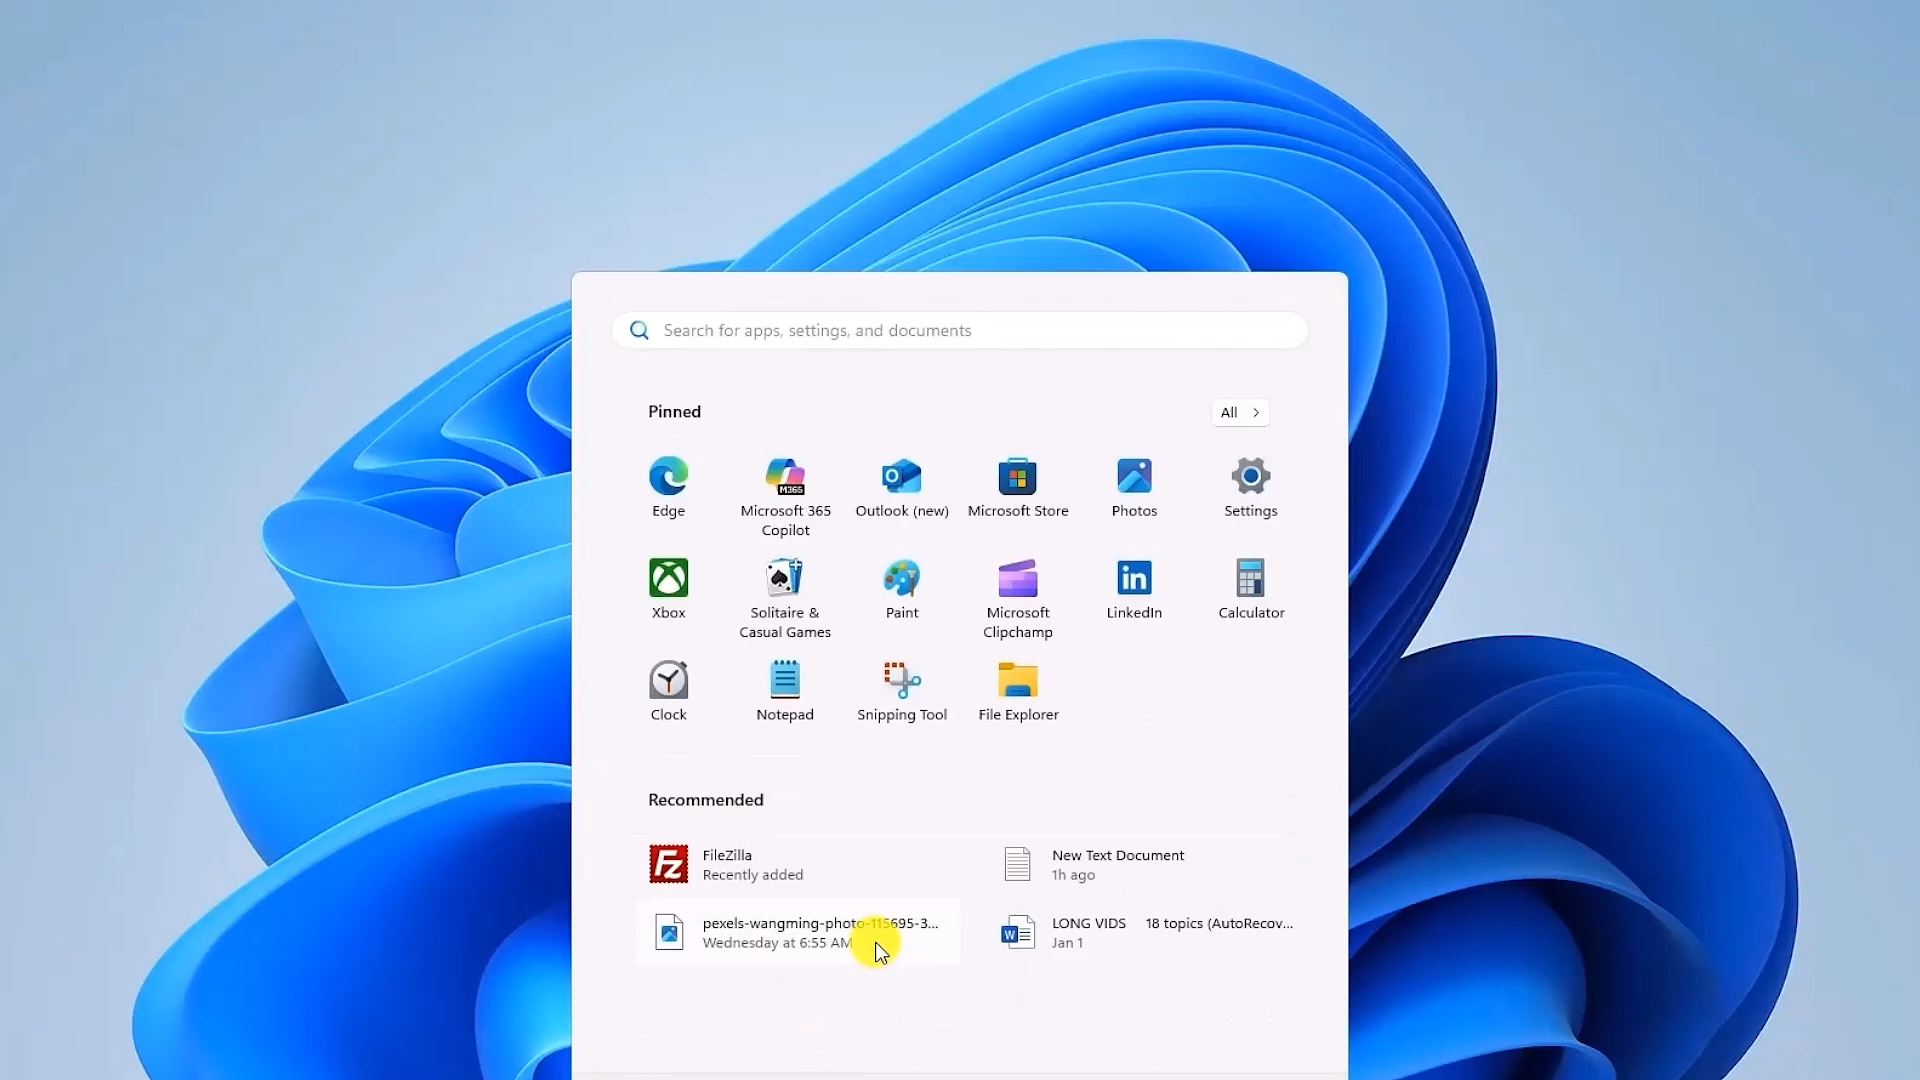 Search for apps, settings, and documents
Pinned
All
Edge
Microsoft 365
Copilot
M365
Outlook (new)
Microsoft Store
Photos
Settings
Xbox
Solitaire &
Casual Games
Paint
Microsoft
Clipchamp
in
LinkedIn
Calculator
Clock
Notepad
Snipping Tool
File Explorer
Recommended
Fz
FileZilla
Recently added
New Text Document
1h ago
pexels-wangming-photo-115695-3...
Wednesday at 6:55 AM
W
LONG VIDS 18 topics (AutoRecov...
Jan 1